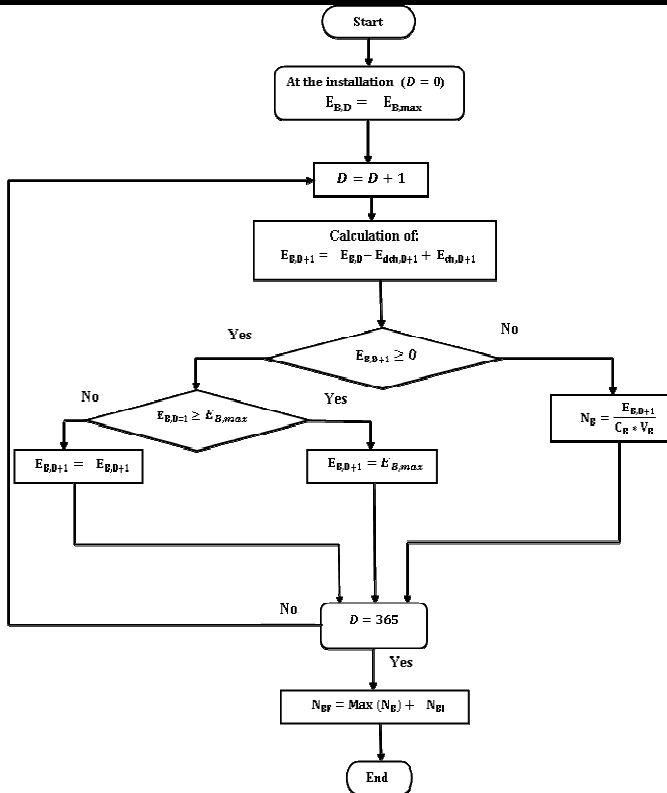 Start
At the installation (D = 0)
E_B,D = E_B,max
D = D + 1
Calculation of:
E_B,D+1 = E_B,D − E_dch,D+1 + E_ch,D+1
Yes
No
E_B,D+1 ≥ 0
No
E_B,D=1 ≥ E_B,max
Yes
N_B = E_B,D+1 / C_B * V_B
E_B,D+1 = E_B,D+1
E_B,D+1 = E_B,max
No
D = 365
Yes
N_BF = Max (N_B) + N_BI
End